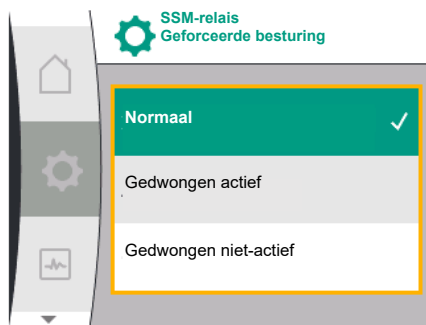 SSM-relais
Geforceerde besturing
Normaal
Gedwongen actief
Gedwongen niet-actief